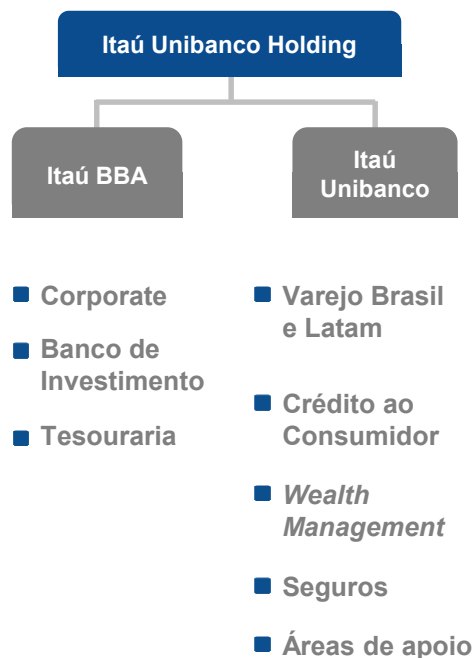 Itaú Unibanco Holding
Itaú BBA
Itaú
Unibanco
Corporate
Banco de
Investimento
Tesouraria
Varejo Brasil
e Latam
Crédito ao
Consumidor
Wealth
Management
Seguros
Áreas de apoio